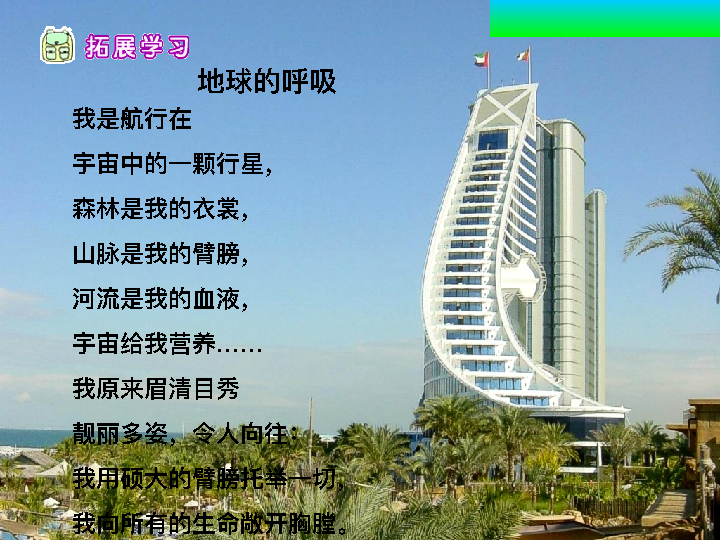 拓展学习
地球的呼吸
我是航行在
宇宙中的一颗行星，
森林是我的衣裳，
山脉是我的臂膀，
河流是我的血液，
宇宙给我营养……
我原来眉清目秀
靓丽多姿，令人向往；
我用硕大的臂膀托举一切，
我向所有的生命敞开胸膛。